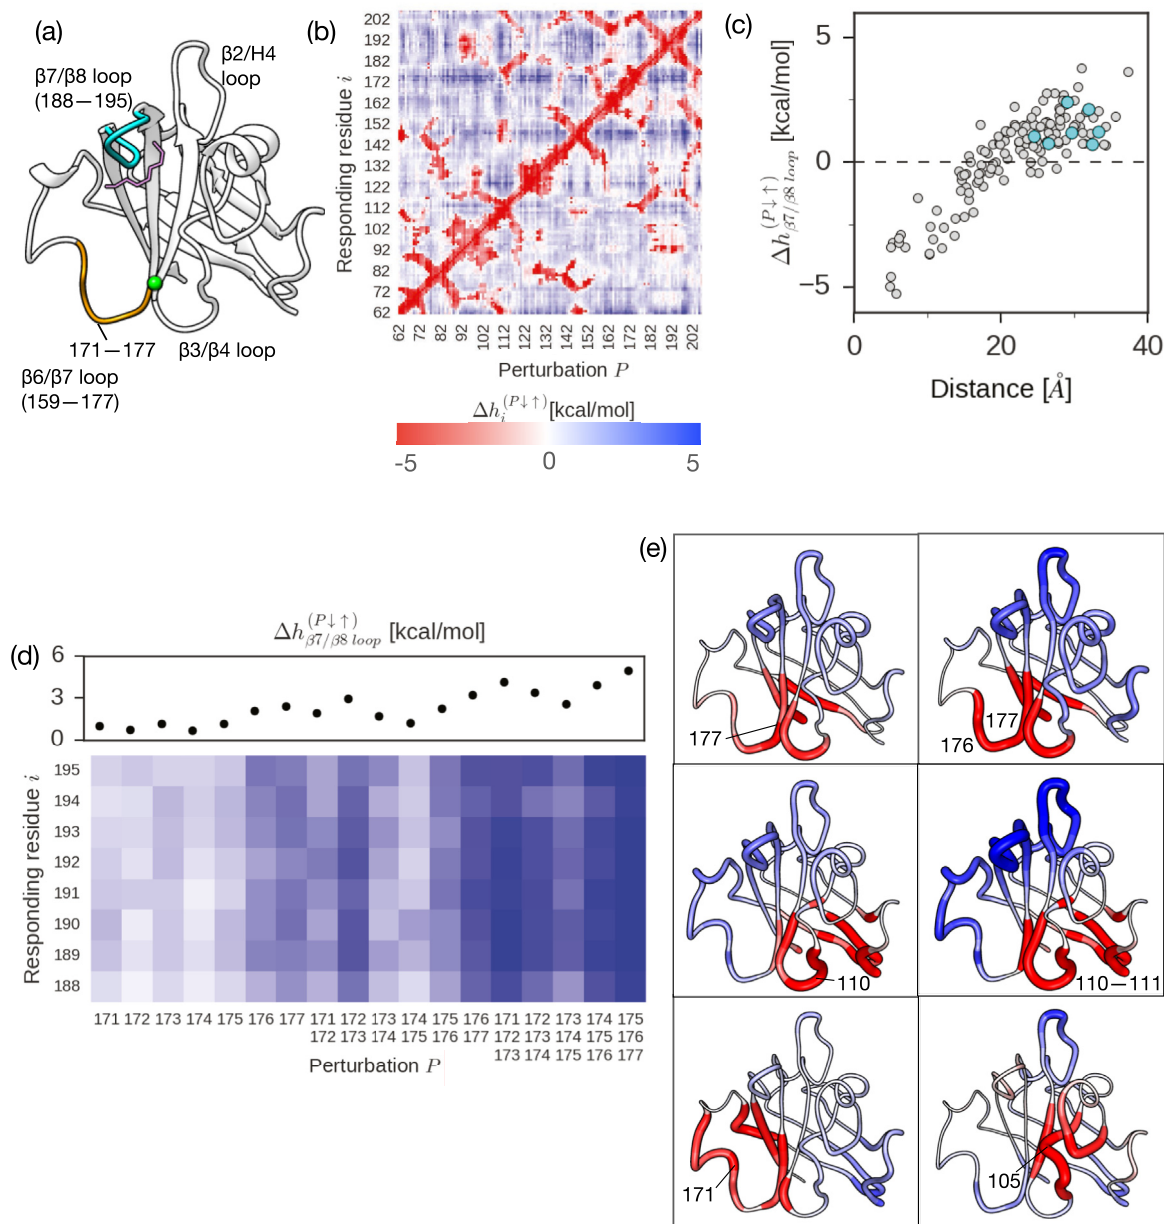 (a)
β2/H4
loop
β7/β8 loop
(188—195)
171—177
β3/β4 loop
β6/β7 loop
(159—177)
(b)
Responding residue i
202
192
182
172
162
152
142
132
122
112
102
92
82
72
62
62 72 82 92 102 112 122 132 142 152 162 172 182 192 202
Perturbation P
Δh_i^(P↓↑)[kcal/mol]
-5 0 5
(c)
Δh_β7/β8 loop^(P↓↑) [kcal/mol]
5
0
−5
0 20 40
Distance [Å]
(d)
Δh_β7/β8 loop^(P↓↑) [kcal/mol]
6
3
0
Responding residue i
195
194
193
192
191
190
189
188
171 172 173 174 175 176 177 171 172 173 174 175 176 171 172 173 174 175
172 173 174 175 176 177 172 173 174 175 176
173 174 175 176 177
Perturbation P
(e)
177
177
176
110
110—111
171
105